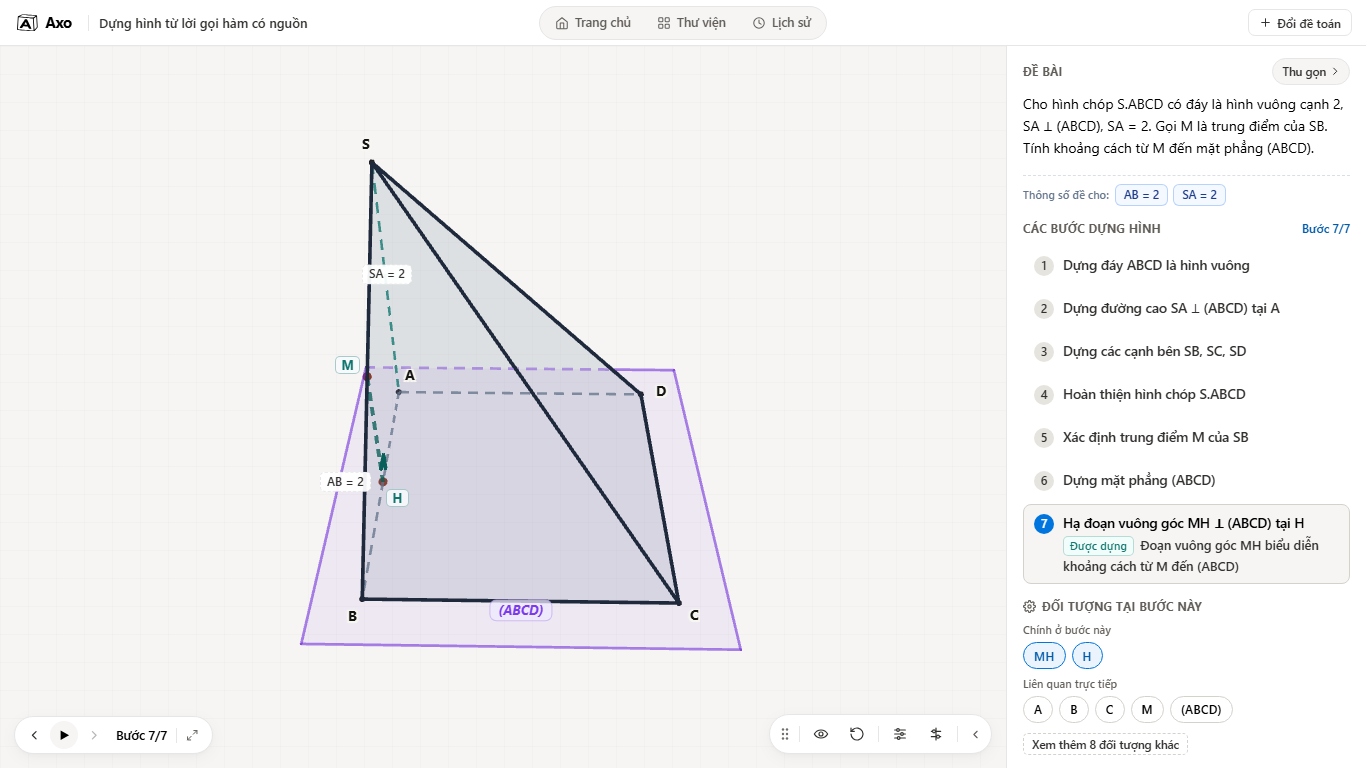 Axo
Dựng hình từ lời gọi hàm có nguồn
Trang chủ
Thư viện
Lịch sử
Đổi đề toán
S
SA = 2
M
A
D
AB = 2
H
B
(ABCD)
C
Bước 7/7
ĐỀ BÀI
Thu gọn
Cho hình chóp S.ABCD có đáy là hình vuông cạnh 2,
SA ⊥ (ABCD), SA = 2. Gọi M là trung điểm của SB.
Tính khoảng cách từ M đến mặt phẳng (ABCD).
Thông số đề cho:
AB = 2
SA = 2
CÁC BƯỚC DỰNG HÌNH
Bước 7/7
1 Dựng đáy ABCD là hình vuông
2 Dựng đường cao SA ⊥ (ABCD) tại A
3 Dựng các cạnh bên SB, SC, SD
4 Hoàn thiện hình chóp S.ABCD
5 Xác định trung điểm M của SB
6 Dựng mặt phẳng (ABCD)
7 Hạ đoạn vuông góc MH ⊥ (ABCD) tại H
Được dựng Đoạn vuông góc MH biểu diễn
khoảng cách từ M đến (ABCD)
ĐỐI TƯỢNG TẠI BƯỚC NÀY
Chính ở bước này
MH
H
Liên quan trực tiếp
A
B
C
M
(ABCD)
Xem thêm 8 đối tượng khác